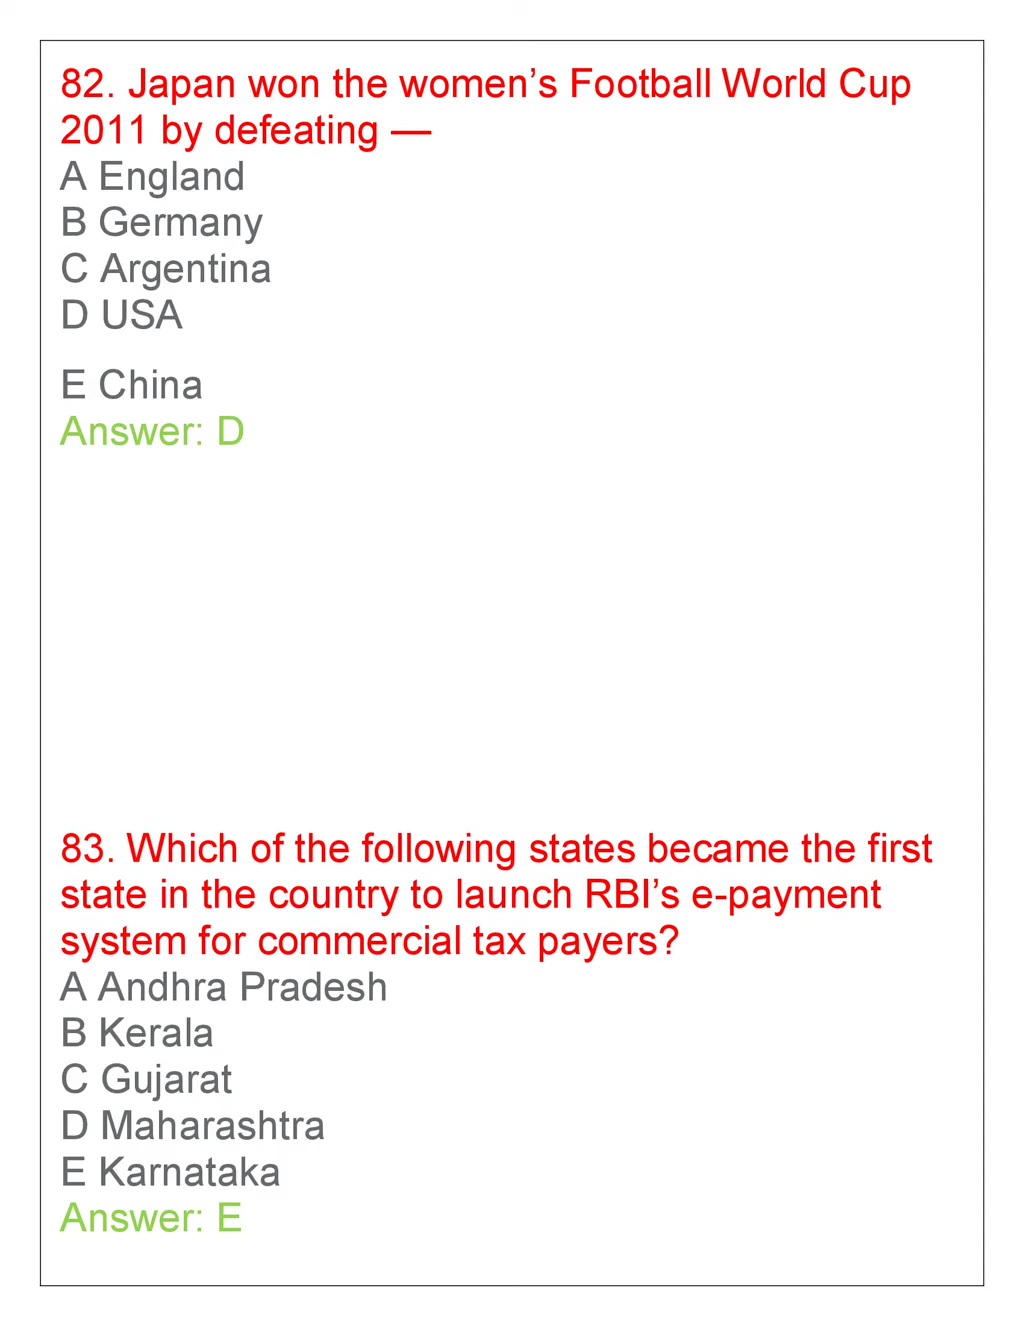 82. Japan won the women’s Football World Cup
2011 by defeating —
A England
B Germany
C Argentina
D USA
E China
Answer: D
83. Which of the following states became the first
state in the country to launch RBI’s e-payment
system for commercial tax payers?
A Andhra Pradesh
B Kerala
C Gujarat
D Maharashtra
E Karnataka
Answer: E